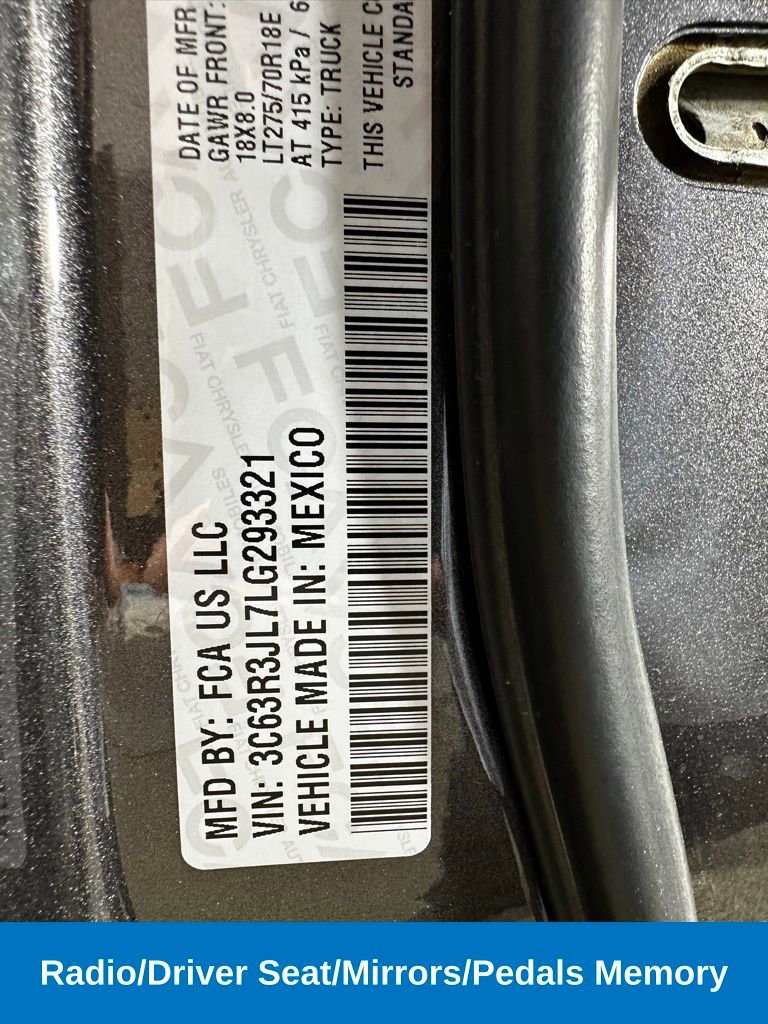 MFD BY: FCA US LLC
VIN: 3C63R3JL7LG293321
VEHICLE MADE IN: MEXICO
DATE OF MFR
GAWR FRONT:
18X8.0
LT275/70R18E
AT 415 kPa / 6
TYPE: TRUCK
THIS VEHICLE C
STANDA
Radio/Driver Seat/Mirrors/Pedals Memory